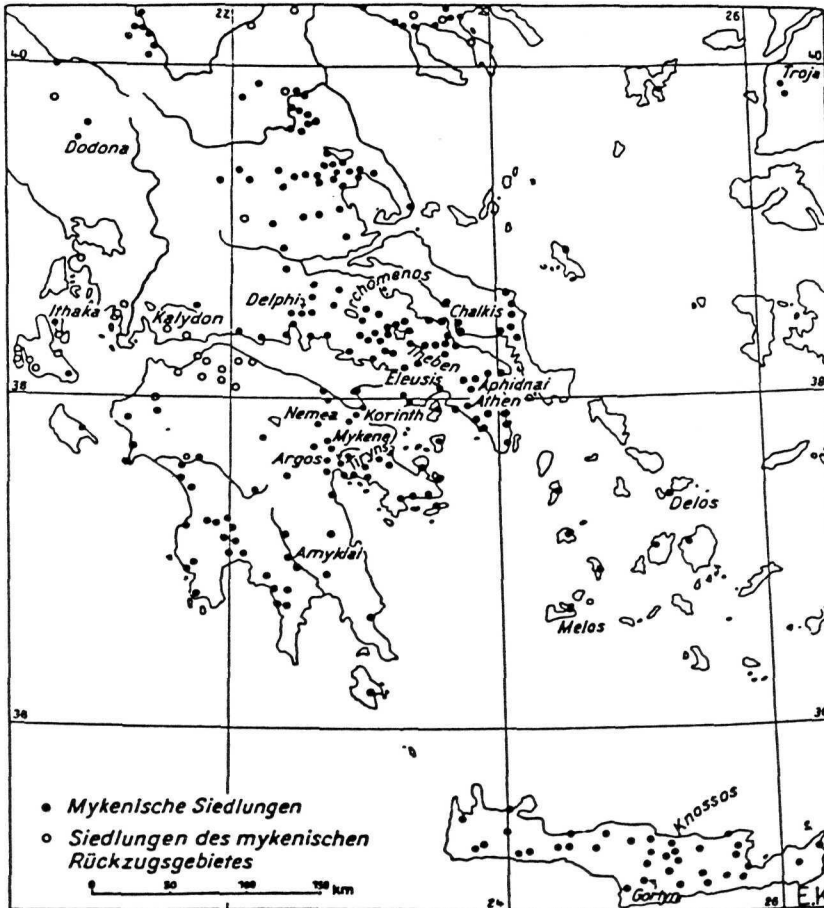 22
26
40
40
Troja
Dodona
Orchomenos
Delphi
Chalkis
Ithaka
Kalydon
Theben
Eleusis
Aphidnai
38
38
Athen
Nemea
Korinth
Mykene
Tiryns
Argos
Delos
Amyklai
Melos
36
Mykenische Siedlungen
Siedlungen des mykenischen
Rückzugsgebietes
0 50 150 km
Knossos
Gortyn
24
26
E.K